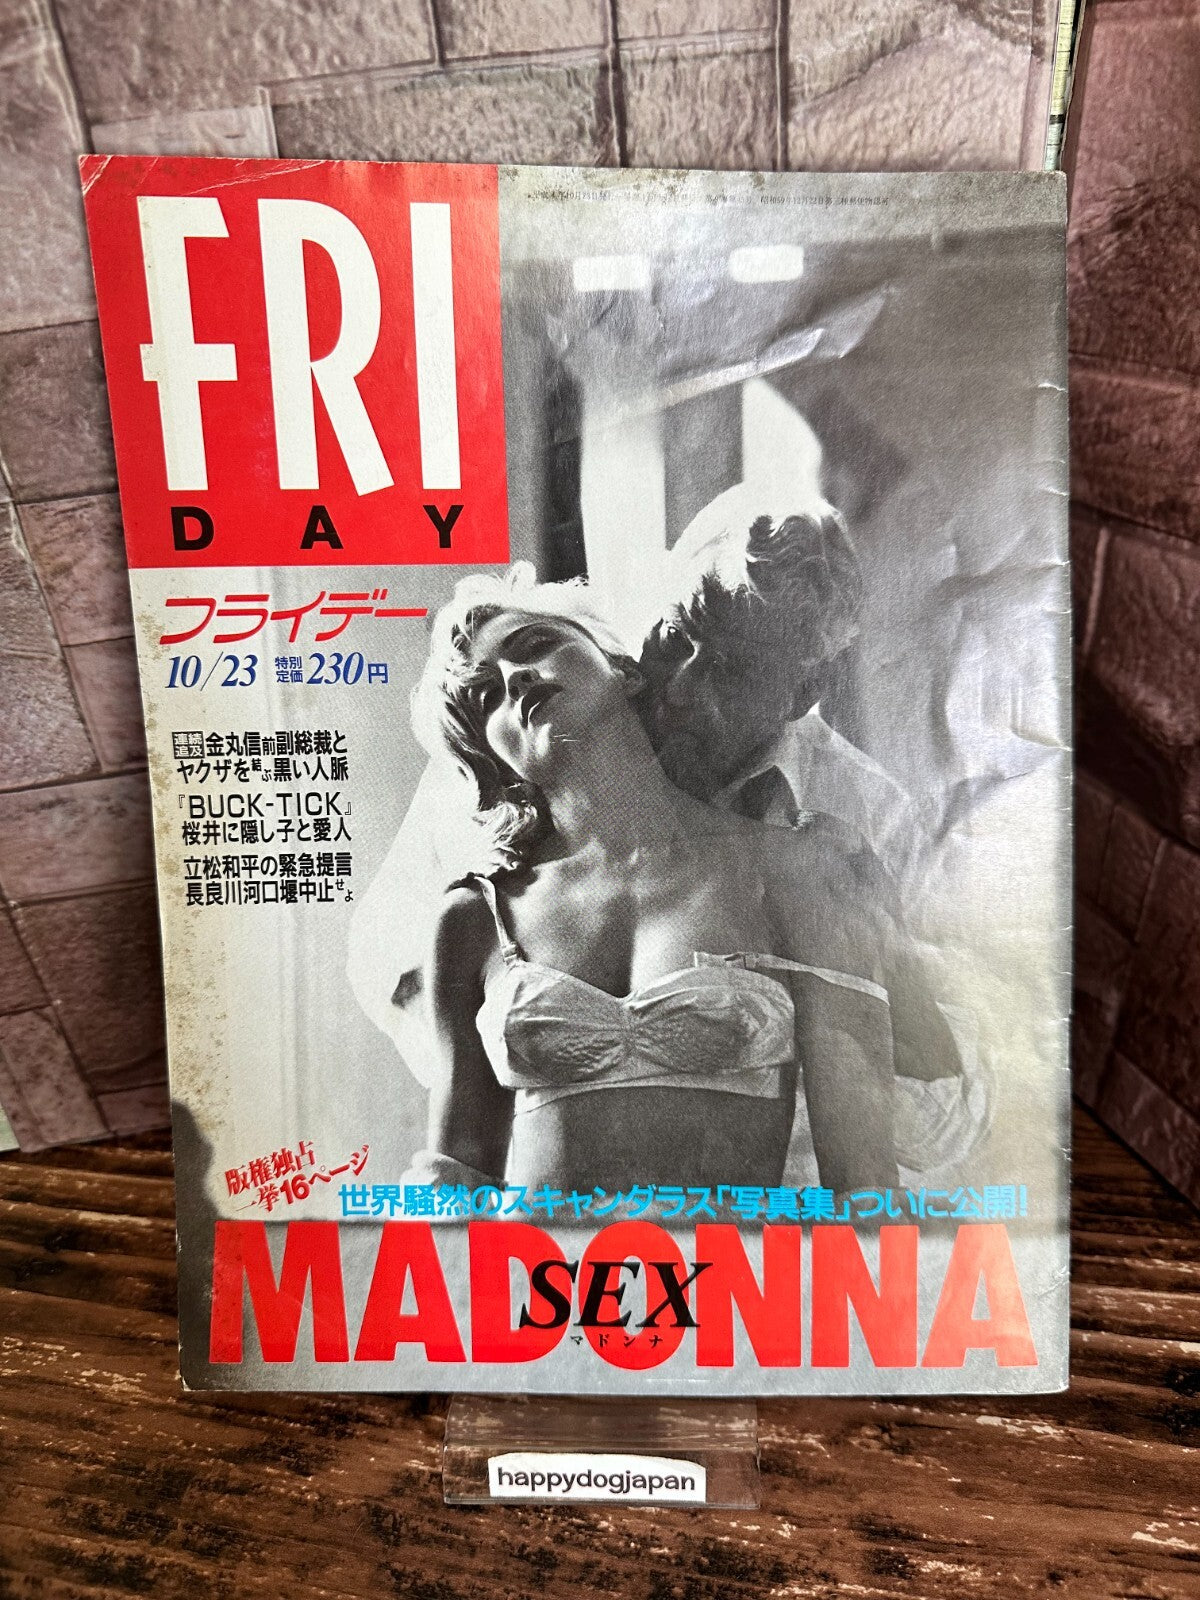 FRI
DAY
フライデー
10/23 特別定価230円
連続追及 金丸信前副総裁と
ヤクザを結ぶ黒い人脈
『BUCK-TICK』
桜井に隠し子と愛人
立松和平の緊急提言
長良川河口堰中止せよ
版権独占
一挙16ページ
世界騒然のスキャンダラス「写真集」ついに公開!
MADONNA
SEX
マドンナ
happydogjapan